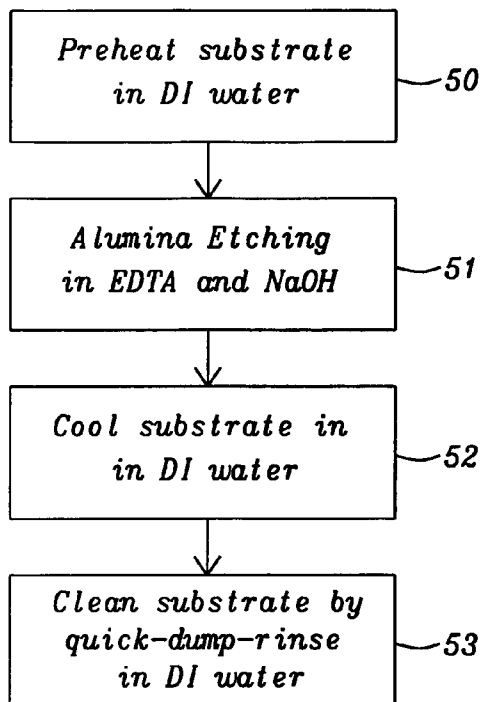 Preheat substrate
in DI water
50
Alumina Etching
in EDTA and NaOH
51
Cool substrate in
in DI water
52
Clean substrate by
quick-dump-rinse
in DI water
53